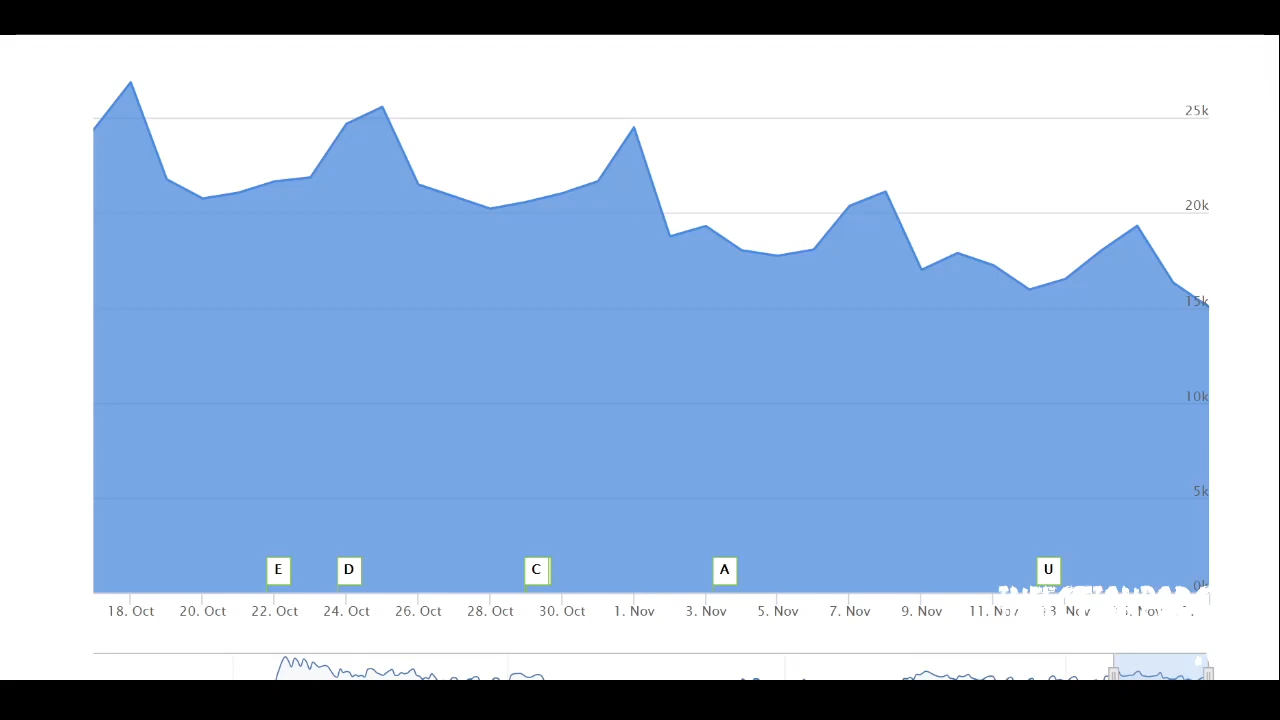 25k
20k
15k
10k
5k
E D C A U
18. Oct 20. Oct 22. Oct 24. Oct 26. Oct 28. Oct 30. Oct 1. Nov 3. Nov 5. Nov 7. Nov 9. Nov